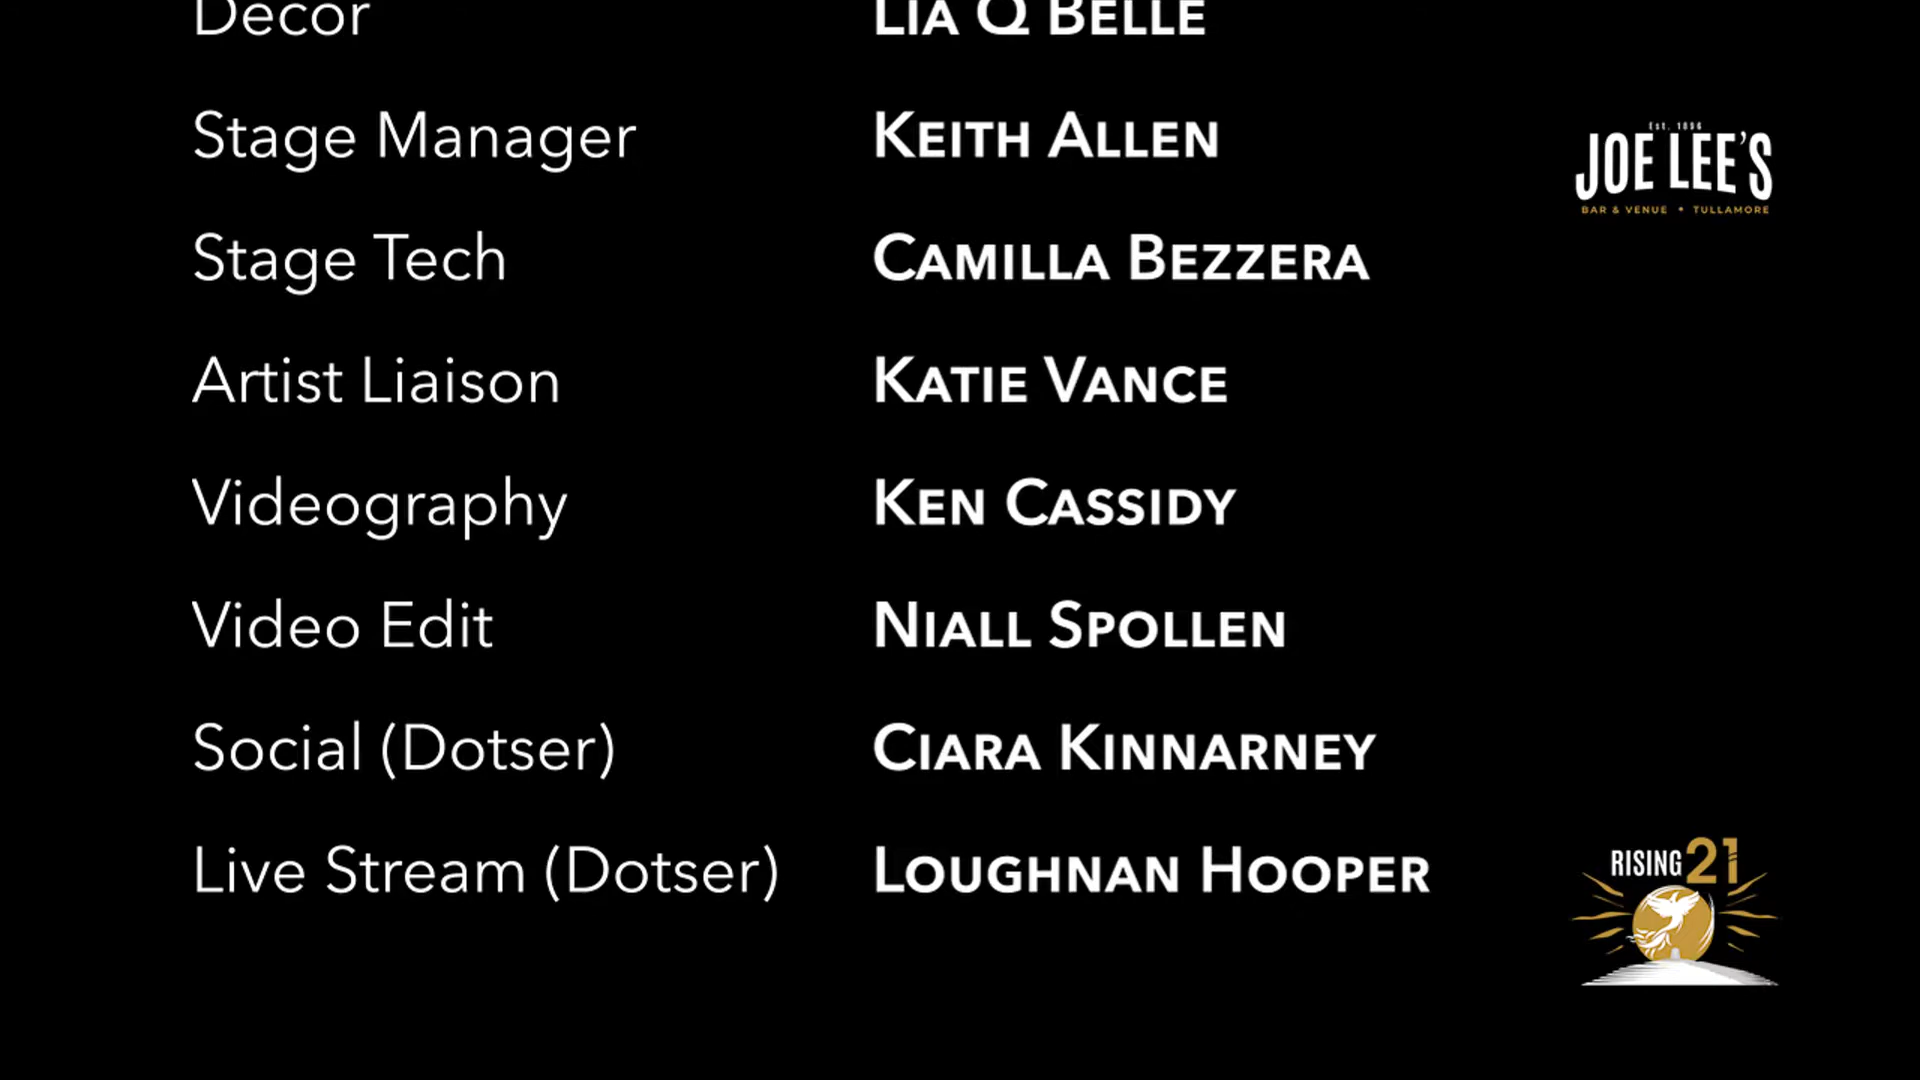 Decor LIA Q BELLE
Stage Manager KEITH ALLEN
Stage Tech CAMILLA BEZZERA
Artist Liaison KATIE VANCE
Videography KEN CASSIDY
Video Edit NIALL SPOLLEN
Social (Dotser) CIARA KINNARNEY
Live Stream (Dotser) LOUGHNAN HOOPER
Est. 1896
JOE LEE'S
BAR & VENUE • TULLAMORE
RISING 21